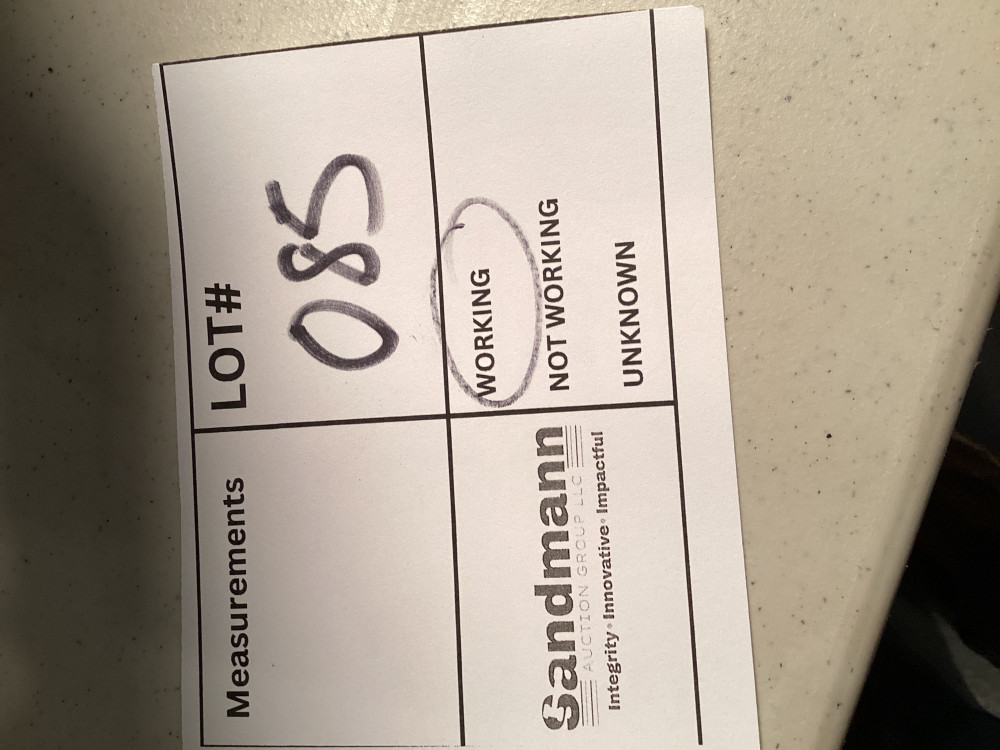 Measurements
LOT#
085
Sandmann
AUCTION GROUP LLC
Integrity • Innovative • Impactful
WORKING
NOT WORKING
UNKNOWN